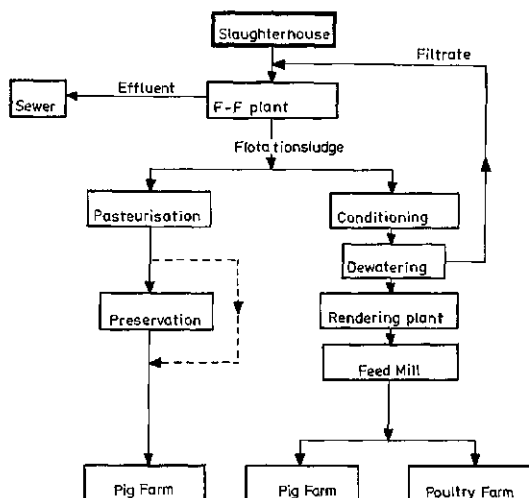 Slaughterhouse
Filtrate
Effluent
Sewer
F-F plant
Flotationsludge
Pasteurisation
Conditioning
Dewatering
Preservation
Rendering plant
Feed Mill
Pig Farm
Pig Farm
Poultry Farm